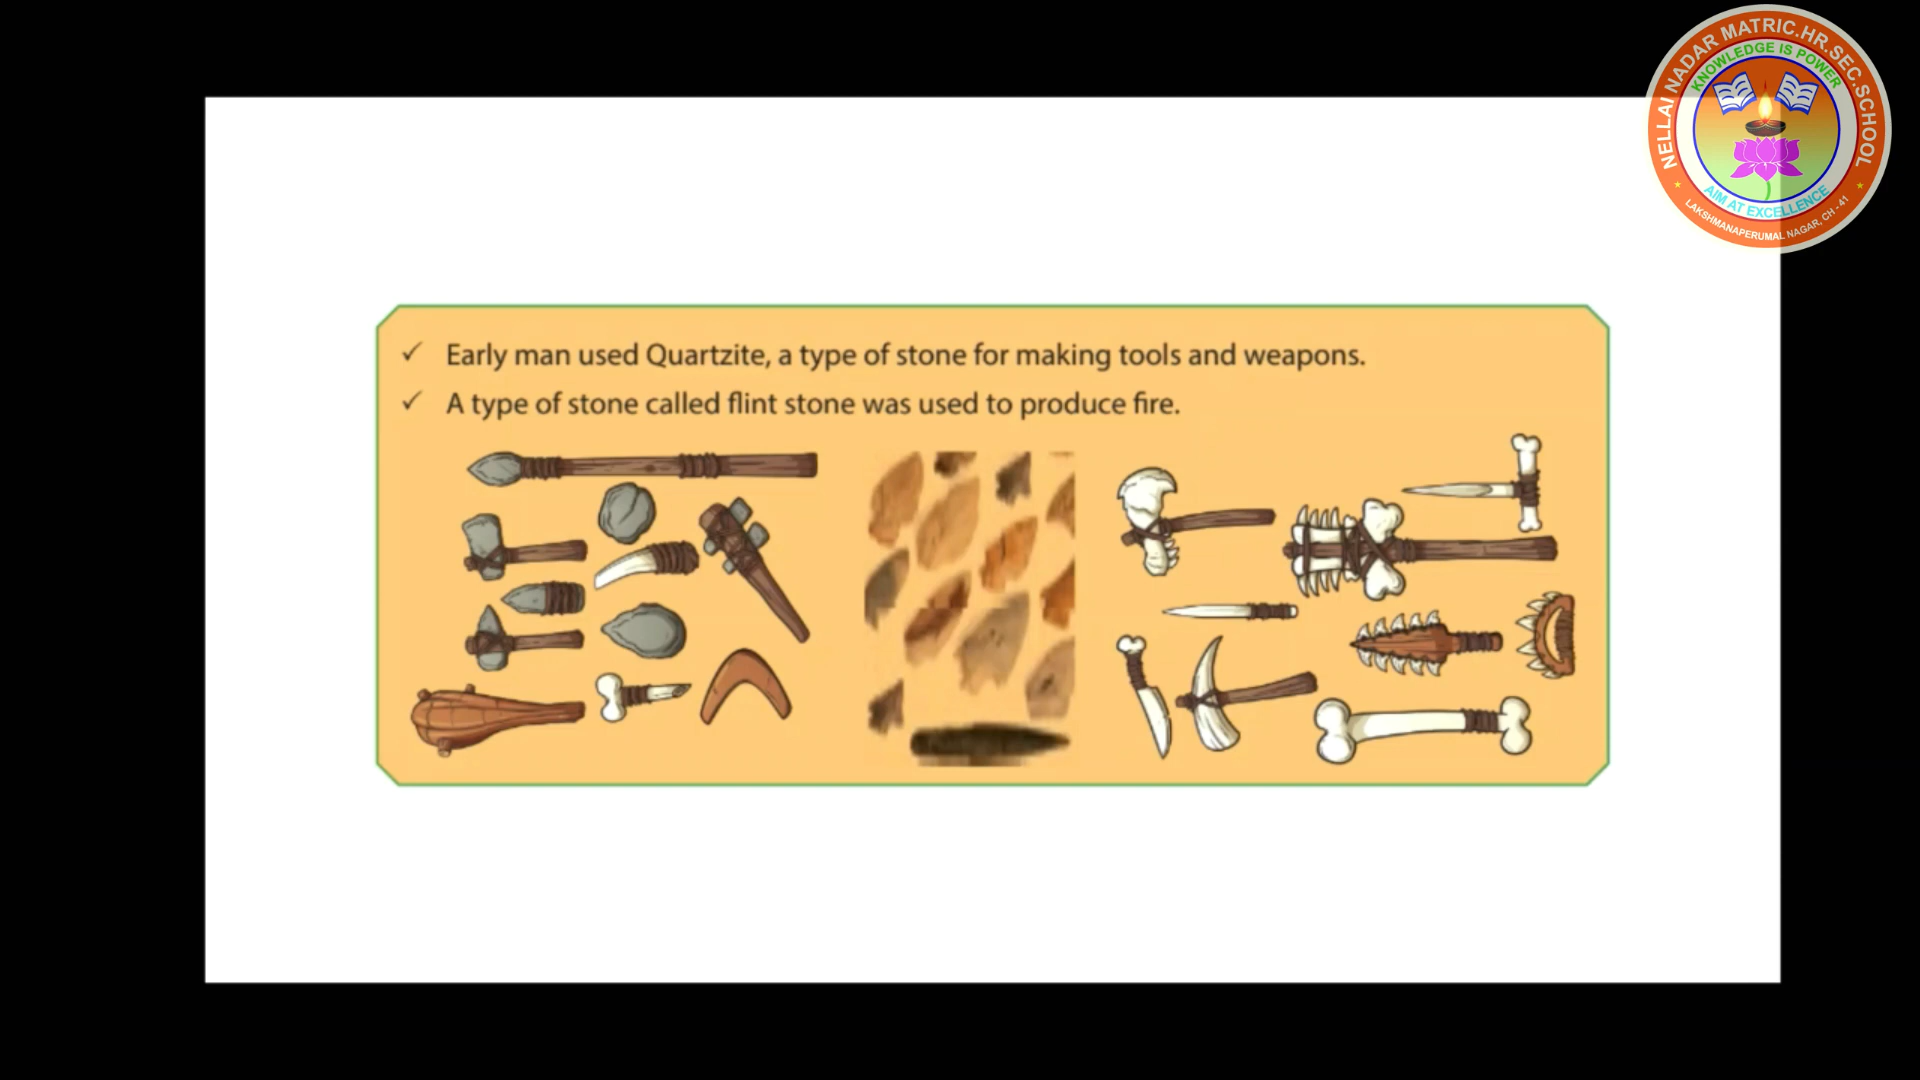 NELLAI NADAR MATRIC.HR.SEC.SCHOOL
KNOWLEDGE IS POWER
AIM AT EXCELLENCE
LAKSHMANAPERUMAL NAGAR, CH - 41
✓ Early man used Quartzite, a type of stone for making tools and weapons.
✓ A type of stone called flint stone was used to produce fire.